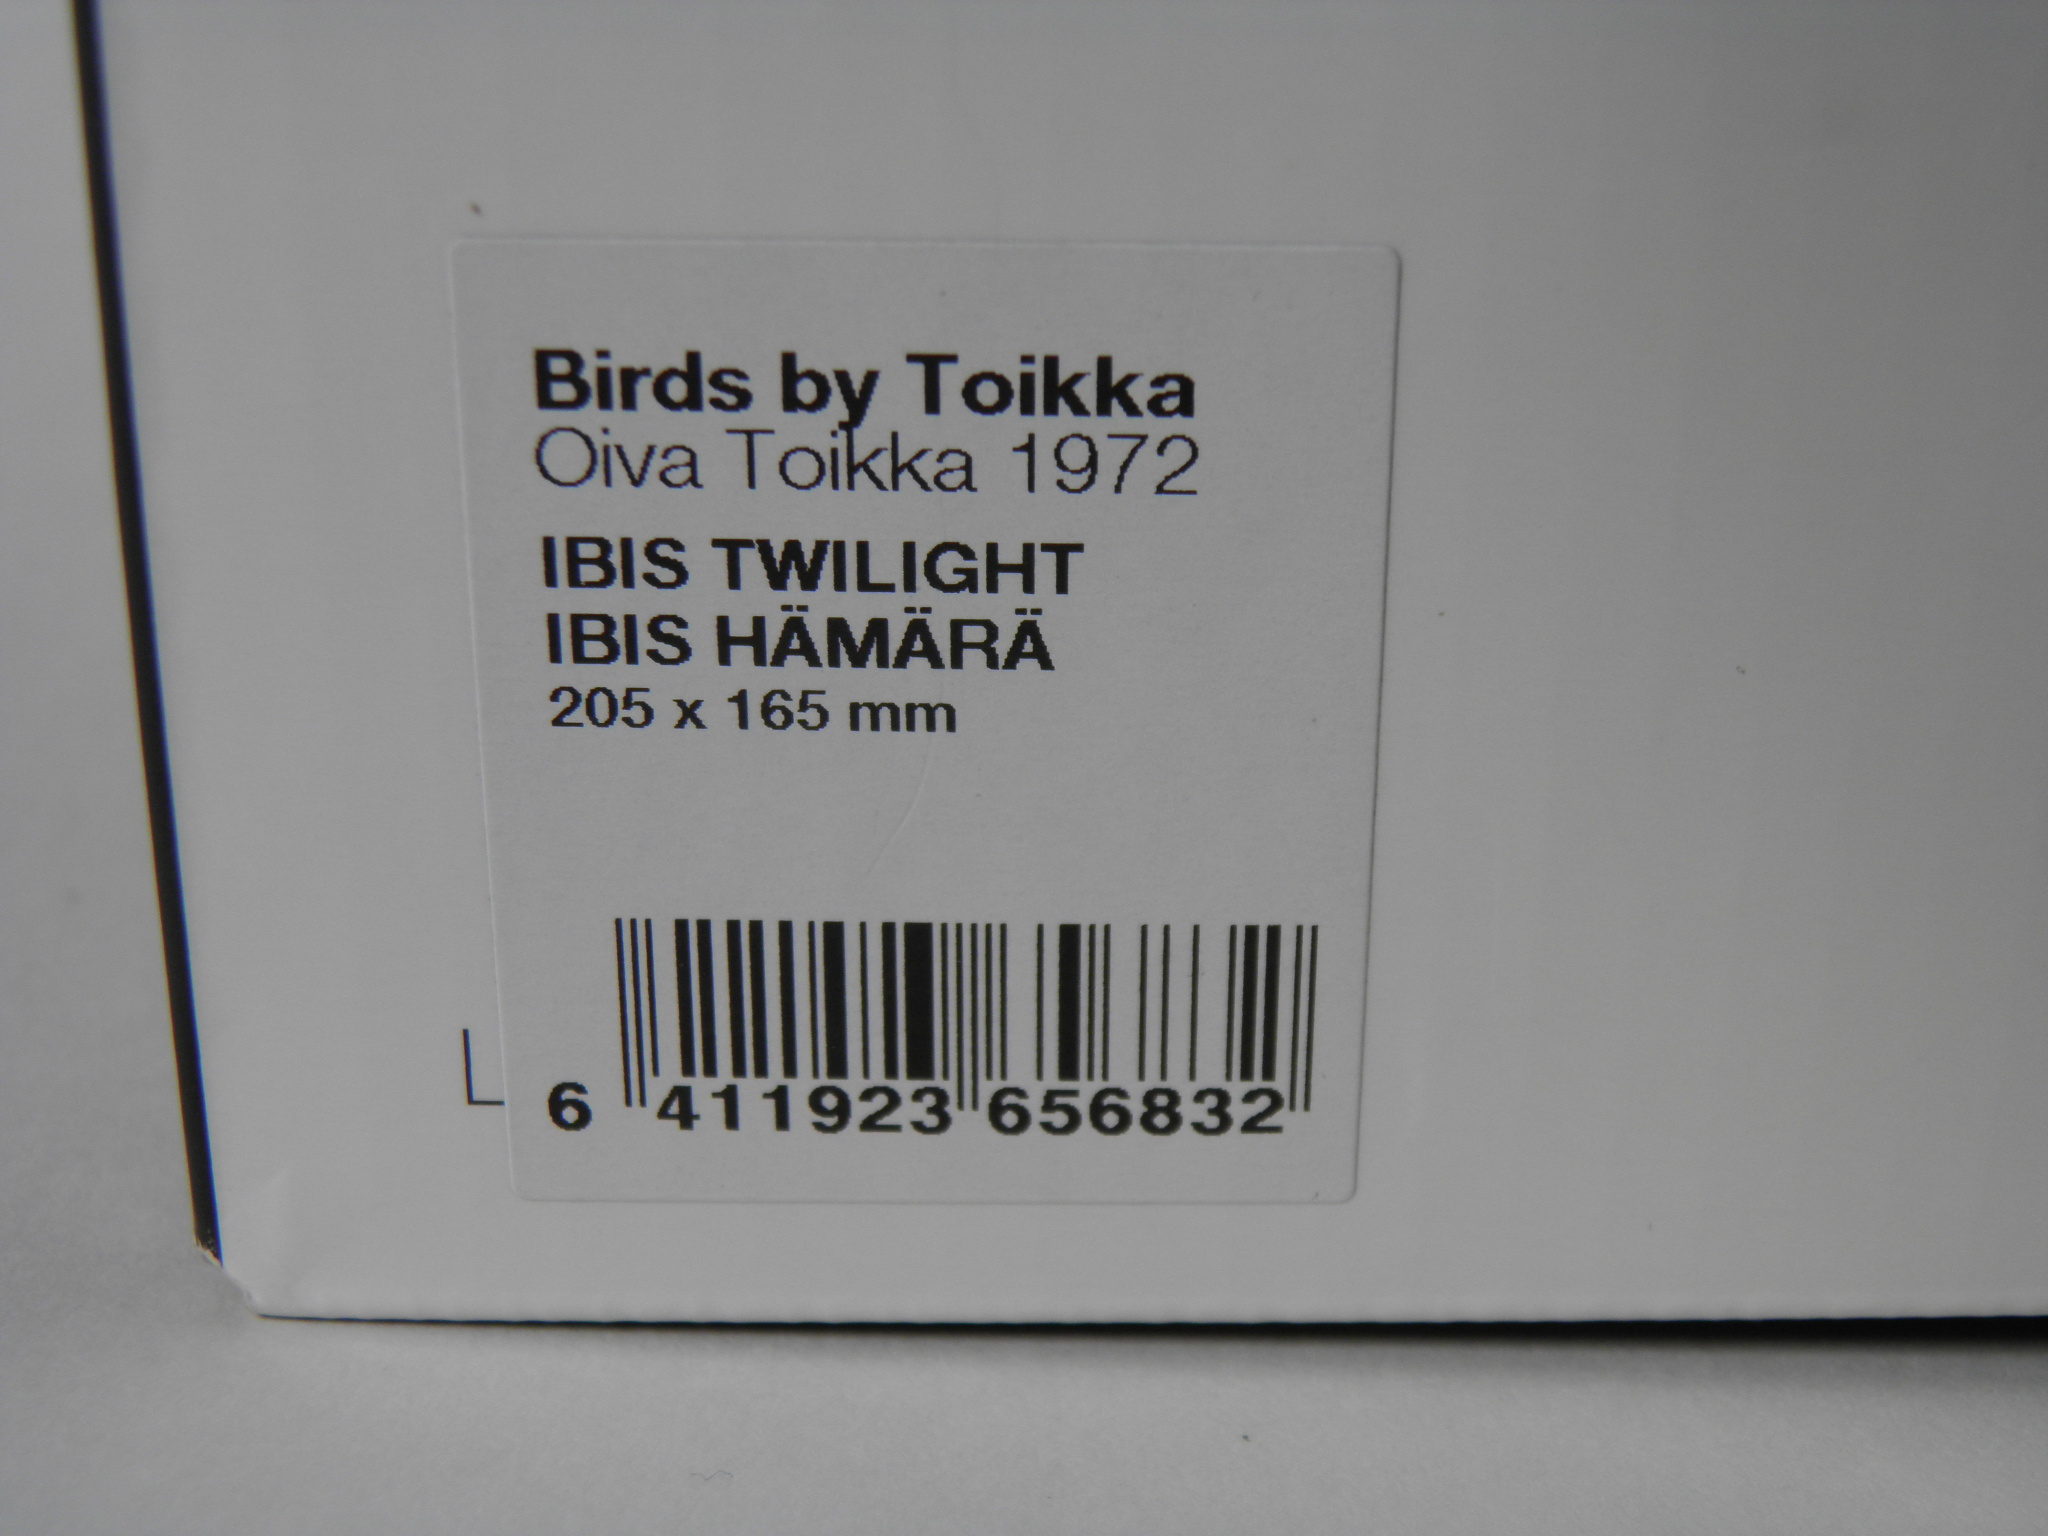 Birds by Toikka
Oiva Toikka 1972
IBIS TWILIGHT
IBIS HÄMÄRÄ
205 x 165 mm
6 411923 656832